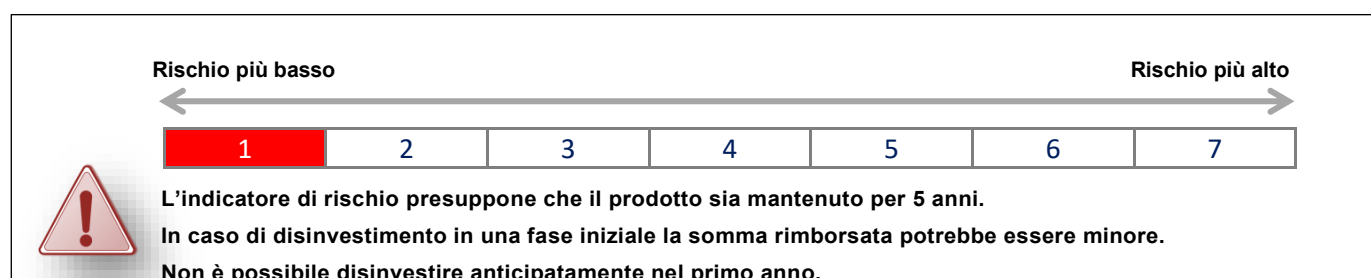 Rischio più basso Rischio più alto
1 2 3 4 5 6 7
L’indicatore di rischio presuppone che il prodotto sia mantenuto per 5 anni.
In caso di disinvestimento in una fase iniziale la somma rimborsata potrebbe essere minore.
Non è possibile disinvestire anticipatamente nel primo anno.